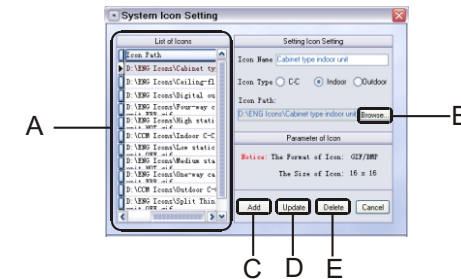 System Icon Setting
List of Icons
Icon Path
D:\ENG Icons\Cabinet ty
D:\ENG Icons\Ceiling-fl
D:\ENG Icons\Digital ou
D:\ENG Icons\Four-way c
D:\ENG Icons\High stati
D:\CCM Icons\Indoor C-C
D:\ENG Icons\Low static
D:\ENG Icons\Medium sta
D:\ENG Icons\One-way ca
D:\CCM Icons\Outdoor C-
D:\ENG Icons\Split Thin
Setting Icon Setting
Icon Name Cabinet type indoor unit
Icon Type C-C Indoor Outdoor
Icon Path:
D:\ENG Icons\Cabinet type indoor unit Browse...
Parameter of Icon
Notice: The Format of Icon: GIF/BMP
The Size of Icon: 16 x 16
Add Update Delete Cancel
A
B
C D E